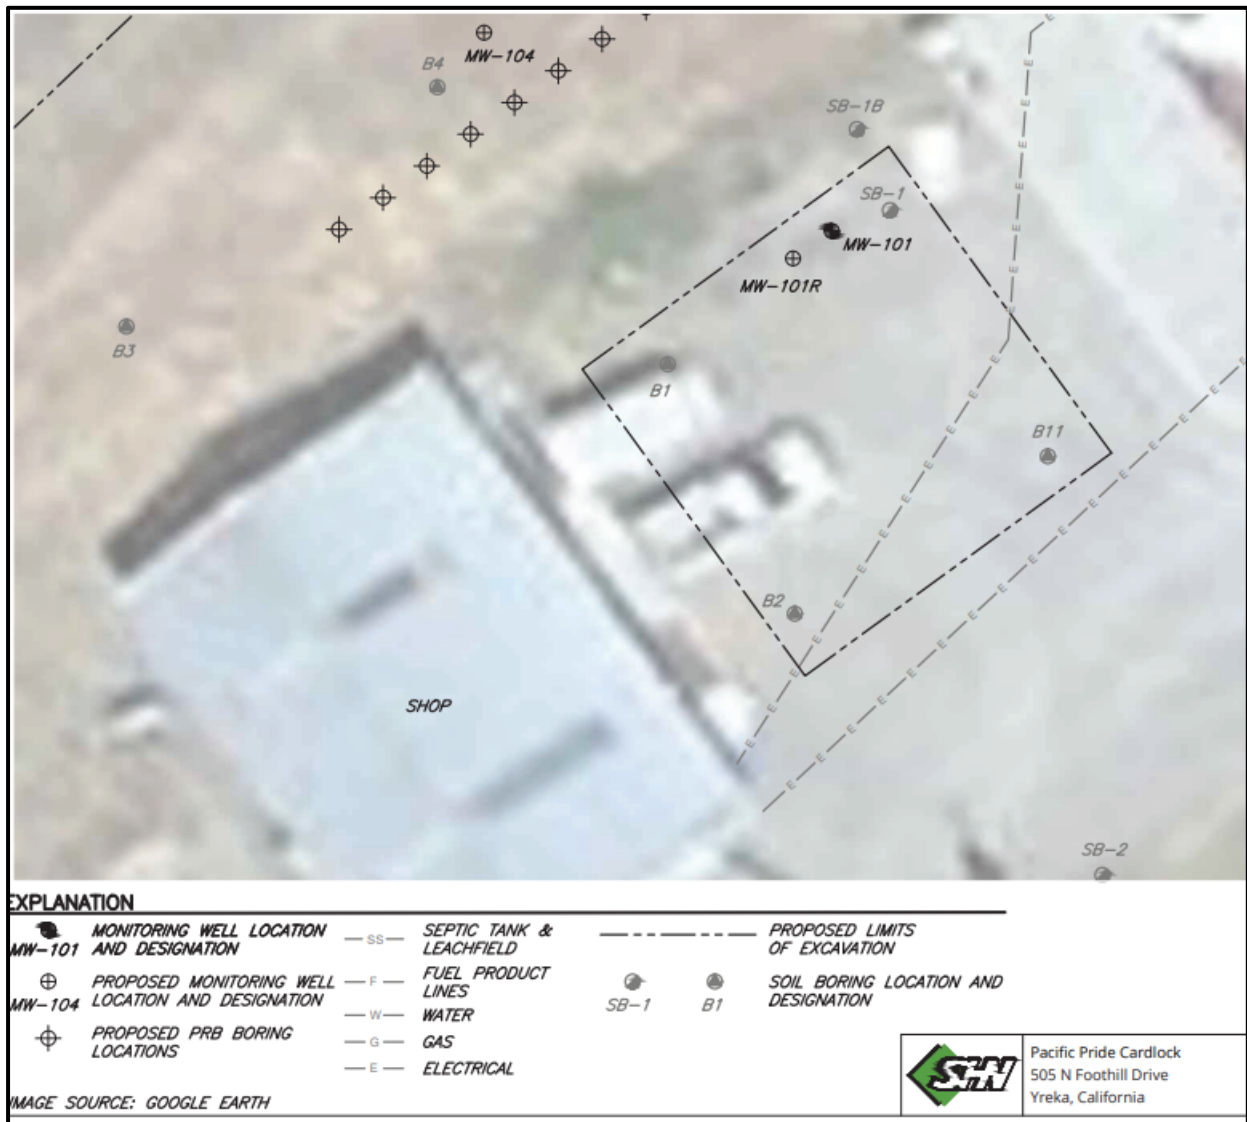 MW-104
B4
SB-1B
SB-1
MW-101
MW-101R
B3
B1
B11
B2
SHOP
SB-2
E E E E E E E E E E E E E E E E E E E E E E E
EXPLANATION
MW-101 MONITORING WELL LOCATION
AND DESIGNATION
MW-104 PROPOSED MONITORING WELL
LOCATION AND DESIGNATION
PROPOSED PRB BORING
LOCATIONS
SS SEPTIC TANK &
LEACHFIELD
F FUEL PRODUCT
LINES
W WATER
G GAS
E ELECTRICAL
PROPOSED LIMITS
OF EXCAVATION
SB-1 B1 SOIL BORING LOCATION AND
DESIGNATION
IMAGE SOURCE: GOOGLE EARTH
SHN
Pacific Pride Cardlock
505 N Foothill Drive
Yreka, California